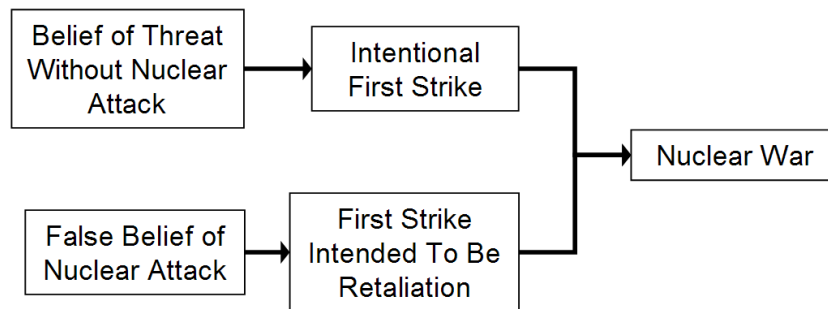 Belief of Threat
Without Nuclear
Attack
Intentional
First Strike
Nuclear War
False Belief of
Nuclear Attack
First Strike
Intended To Be
Retaliation